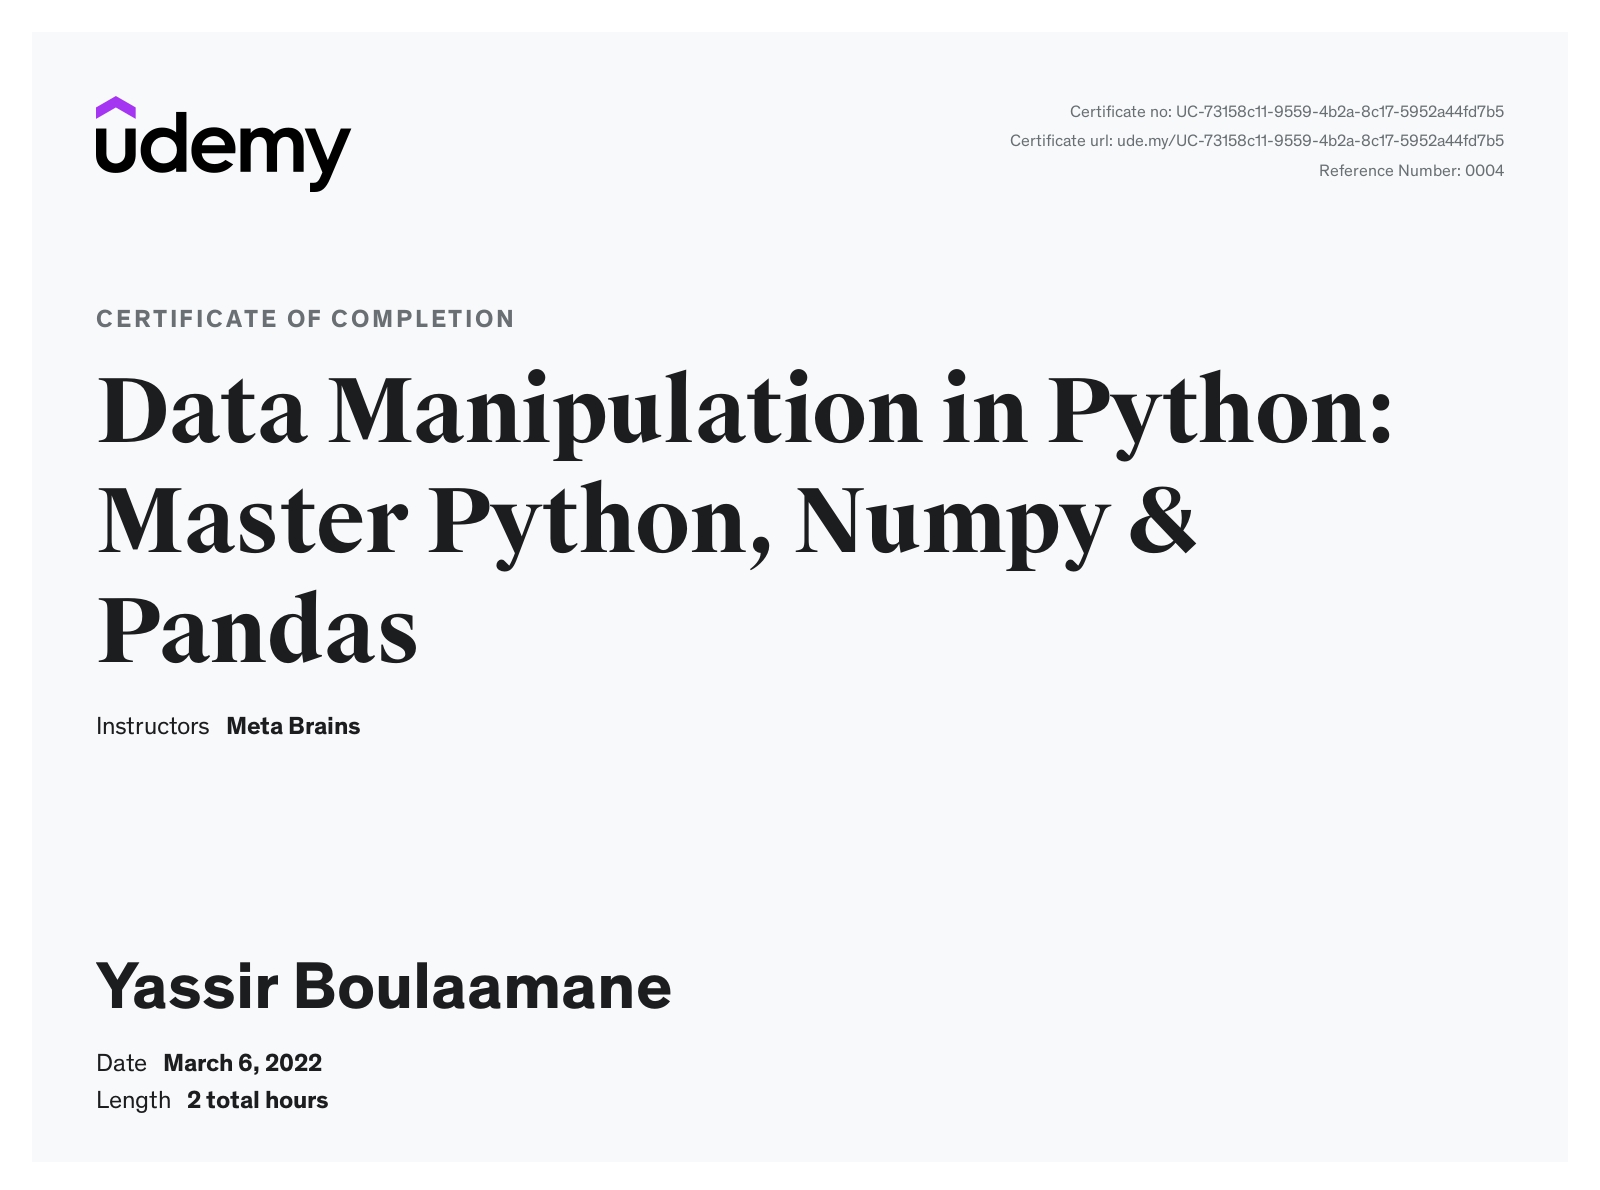 udemy
Certificate no: UC-73158c11-9559-4b2a-8c17-5952a44fd7b5
Certificate url: ude.my/UC-73158c11-9559-4b2a-8c17-5952a44fd7b5
Reference Number: 0004
CERTIFICATE OF COMPLETION
Data Manipulation in Python:
Master Python, Numpy &
Pandas
Instructors Meta Brains
Yassir Boulaamane
Date March 6, 2022
Length 2 total hours